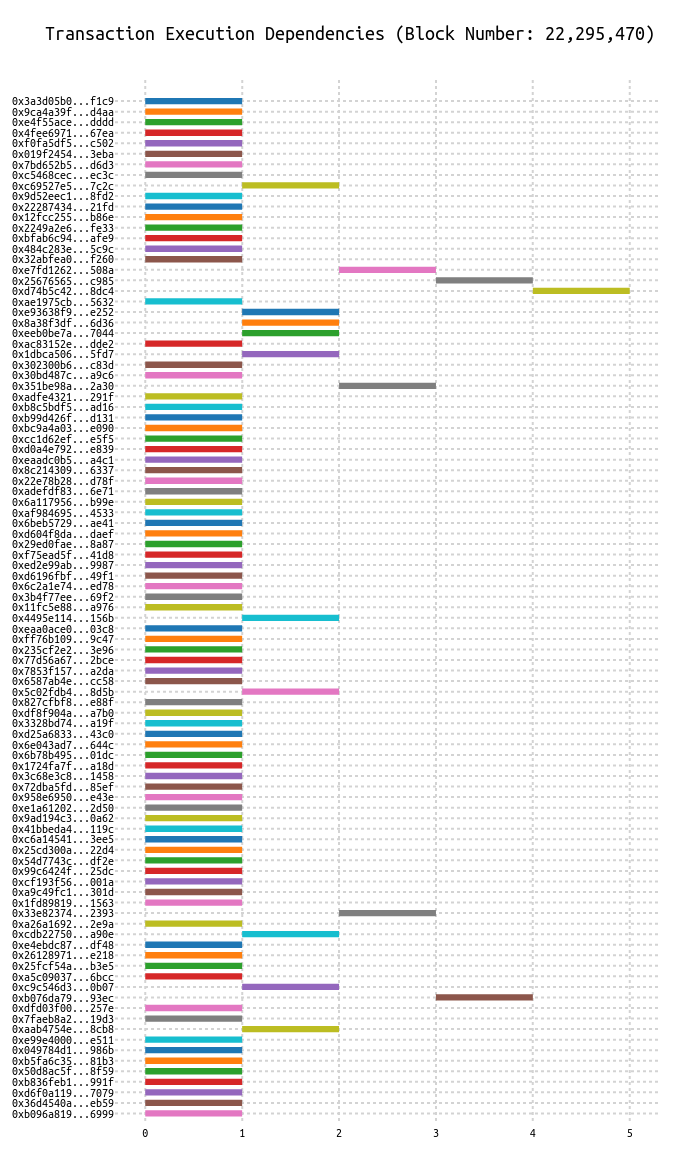 Transaction Execution Dependencies (Block Number: 22,295,470)
0x3a3d05b0...f1c9
0x9ca4a39f...d4aa
0xe4f55ace...dddd
0x4fee6971...67ea
0xf0fa5df5...c502
0x019f2454...3eba
0x7bd652b5...d6d3
0xc5468cec...ec3c
0xc69527e5...7c2c
0x9d52eec1...8fd2
0x22287434...21fd
0x12fcc255...b86e
0x2249a2e6...fe33
0xbfab6c94...afe9
0x484c283e...5c9c
0x32abfea0...f260
0xe7fd1262...508a
0x25676565...c985
0xd74b5c42...8dc4
0xae1975cb...5632
0xe93638f9...e252
0x8a38f3df...6d36
0xeeb0be7a...7044
0xac83152e...dde2
0x1dbca506...5fd7
0x302300b6...c83d
0x30bd487c...a9c6
0x351be98a...2a30
0xadfe4321...291f
0xb8c5bdf5...ad16
0xb99d426f...d131
0xbc9a4a03...e090
0xcc1d62ef...e5f5
0xd0a4e792...e839
0xeaadc0b5...a4c1
0x8c214309...6337
0x22e78b28...d78f
0xadefdf83...6e71
0x6a117956...b99e
0xaf984695...4533
0x6beb5729...ae41
0xd604f8da...daef
0x29ed0fae...8a87
0xf75ead5f...41d8
0xed2e99ab...9987
0xd6196fbf...49f1
0x6c2a1e74...ed78
0x3b4f77ee...69f2
0x11fc5e88...a976
0x4495e114...156b
0xeaa0ace0...03c8
0xff76b109...9c47
0x235cf2e2...3e96
0x77d56a67...2bce
0x7853f157...a2da
0x6587ab4e...cc58
0x5c02fdb4...8d5b
0x827cfbf8...e88f
0xdf8f904a...a7b0
0x3328bd74...a19f
0xd25a6833...43c0
0x6e043ad7...644c
0x6b78b495...01dc
0x1724fa7f...a18d
0x3c68e3c8...1458
0x72dba5fd...85ef
0x958e6950...e43e
0xe1a61202...2d50
0x9ad194c3...0a62
0x41bbeda4...119c
0xc6a14541...3ee5
0x25cd300a...22d4
0x54d7743c...df2e
0x99c6424f...25dc
0xcf193f56...001a
0xa9c49fc1...301d
0x1fd89819...1563
0x33e82374...2393
0xa26a1692...2e9a
0xcdb22750...a90e
0xe4ebdc87...df48
0x26128971...e218
0x25fcf54a...b3e5
0xa5c09037...6bcc
0xc9c546d3...0b07
0xb076da79...93ec
0xdfd03f00...257e
0x7faeb8a2...19d3
0xaab4754e...8cb8
0xe99e4000...e511
0x049784d1...986b
0xb5fa6c35...81b3
0x50d8ac5f...8f59
0xb836feb1...991f
0xd6f0a119...7079
0x36d4540a...eb59
0xb096a819...6999
0 1 2 3 4 5